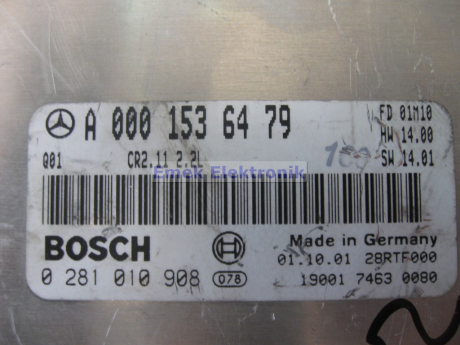 A 000 153 64 79
FD 01M10
HW 14.00
Q01 CR2.11 2.2L
SW 14.01
Emek Elektronik
BOSCH
Made in Germany
0 281 010 908 078
01.10.01 28RTF000
19001 7463 0080